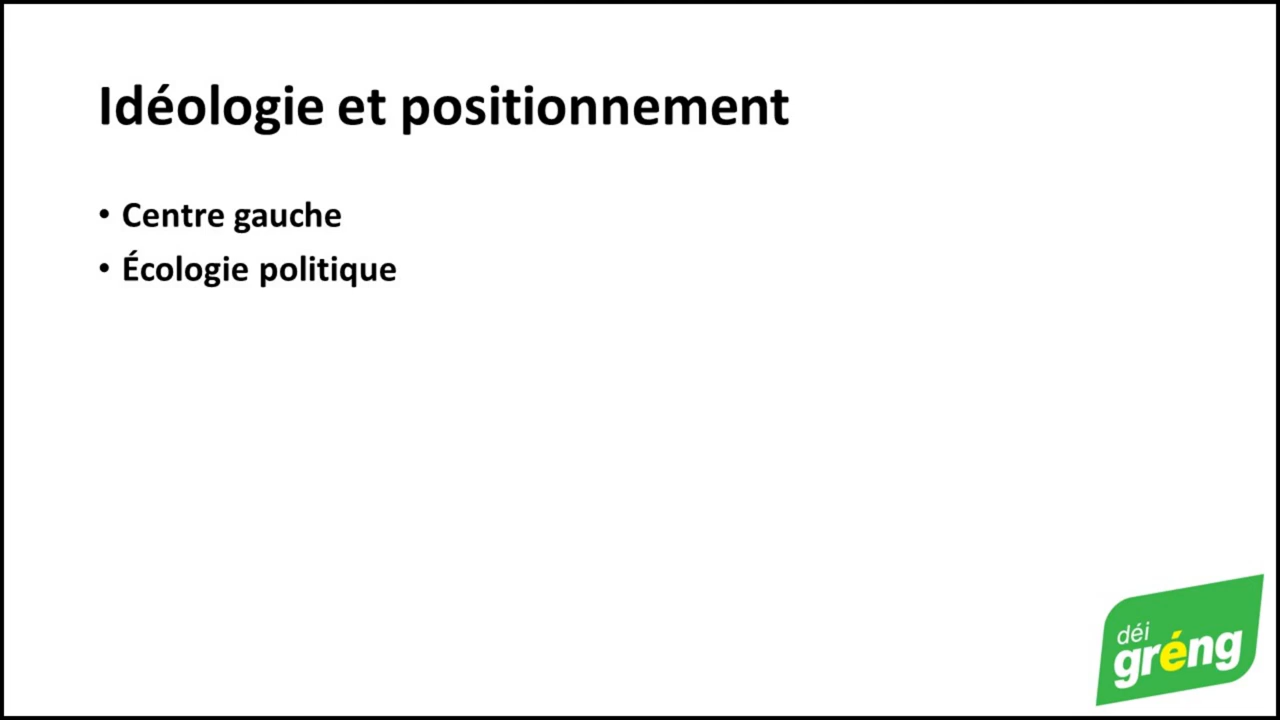 Idéologie et positionnement
• Centre gauche
• Écologie politique
déi
gréng